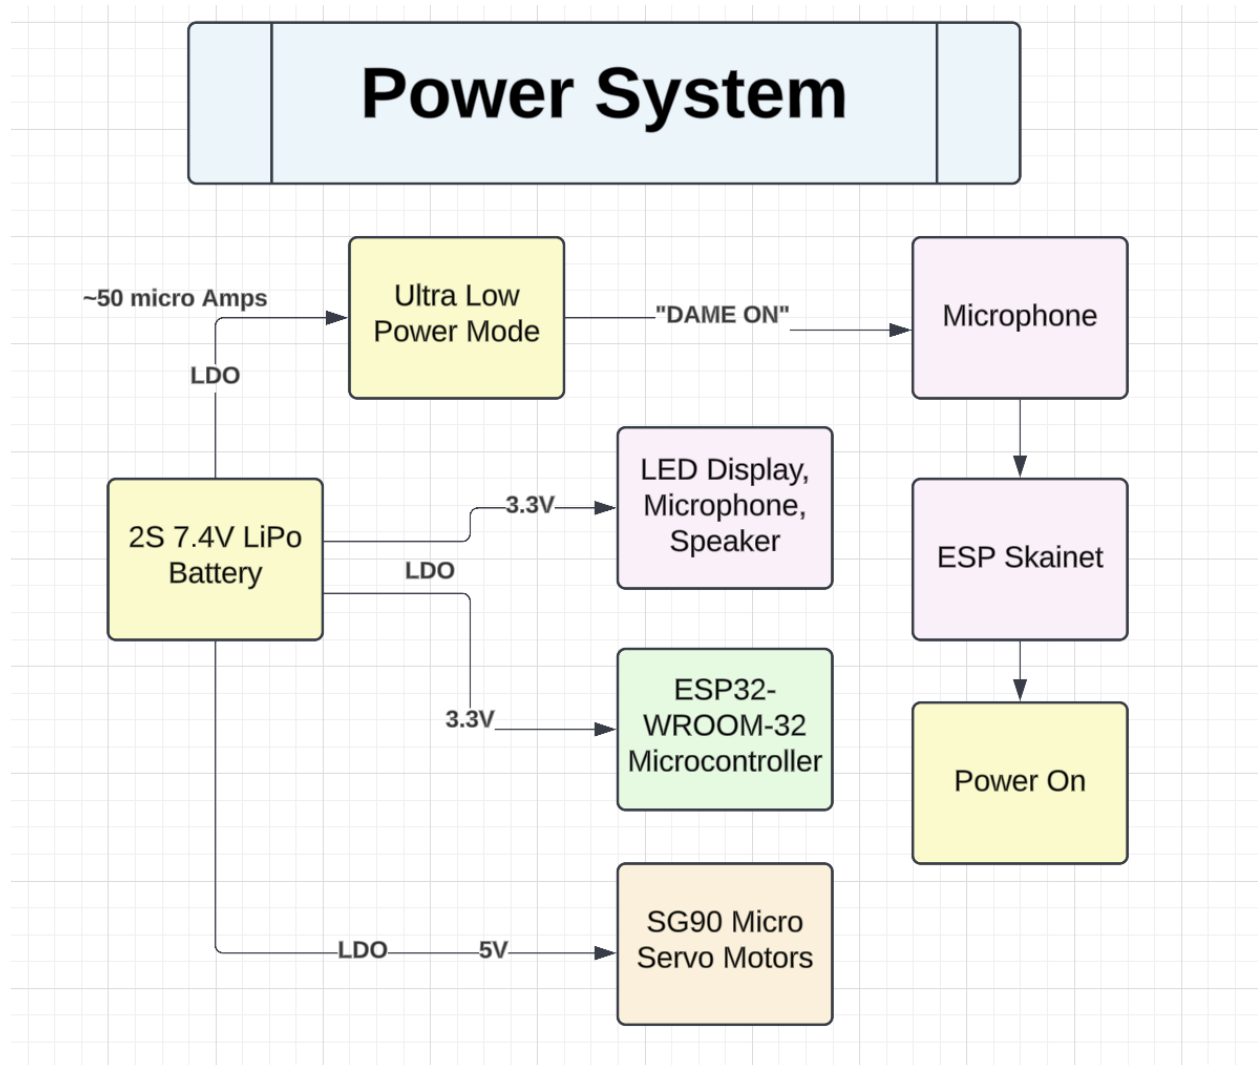 Power System
~50 micro Amps
LDO
Ultra Low
Power Mode
"DAME ON"
Microphone
2S 7.4V LiPo
Battery
3.3V
LDO
LED Display,
Microphone,
Speaker
ESP Skainet
3.3V
ESP32-
WROOM-32
Microcontroller
Power On
LDO
5V
SG90 Micro
Servo Motors